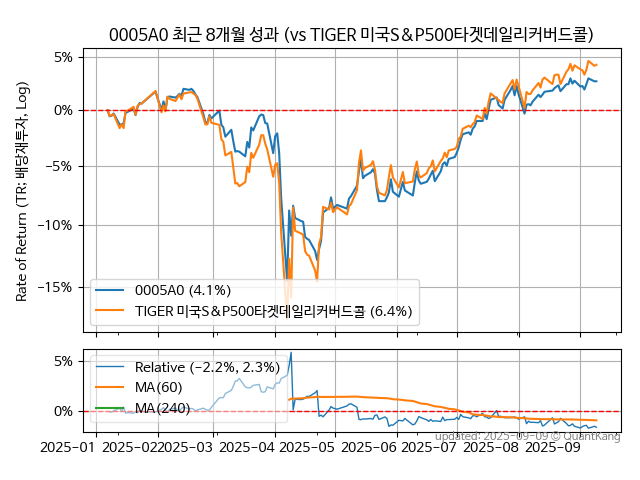 0005A0 최근 8개월 성과 (vs TIGER 미국S&P500타겟데일리커버드콜)
Rate of Return (TR: 배당재투자, Log)
5%
0%
−5%
−10%
−15%
0005A0 (4.1%)
TIGER 미국S&P500타겟데일리커버드콜 (6.4%)
5%
0%
Relative (−2.2%, 2.3%)
MA(60)
MA(240)
2025-01 2025-02 2025-03 2025-04 2025-05 2025-06 2025-07 2025-08 2025-09
updated: 2025-09-09 © QuantKang